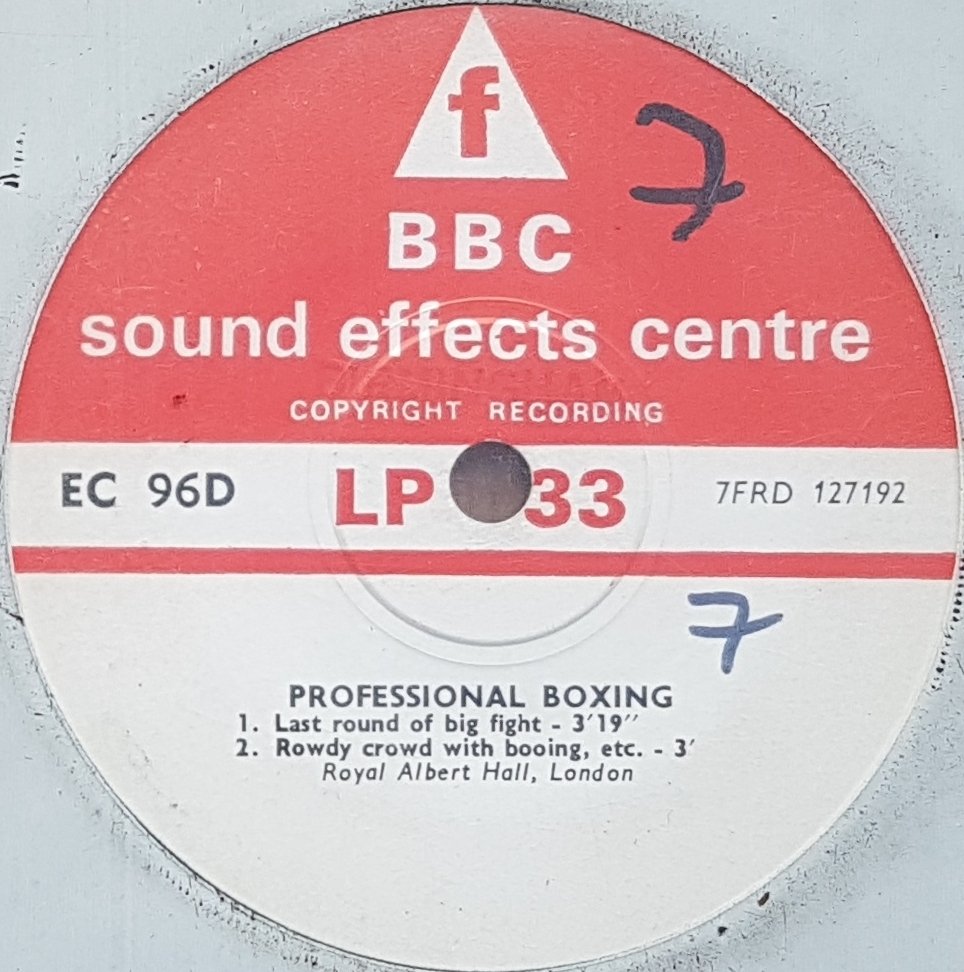 f
7
BBC
sound effects centre
COPYRIGHT RECORDING
EC 96D LP 33 7FRD 127192
7
PROFESSIONAL BOXING
1. Last round of big fight - 3′19″
2. Rowdy crowd with booing, etc. - 3′
Royal Albert Hall, London